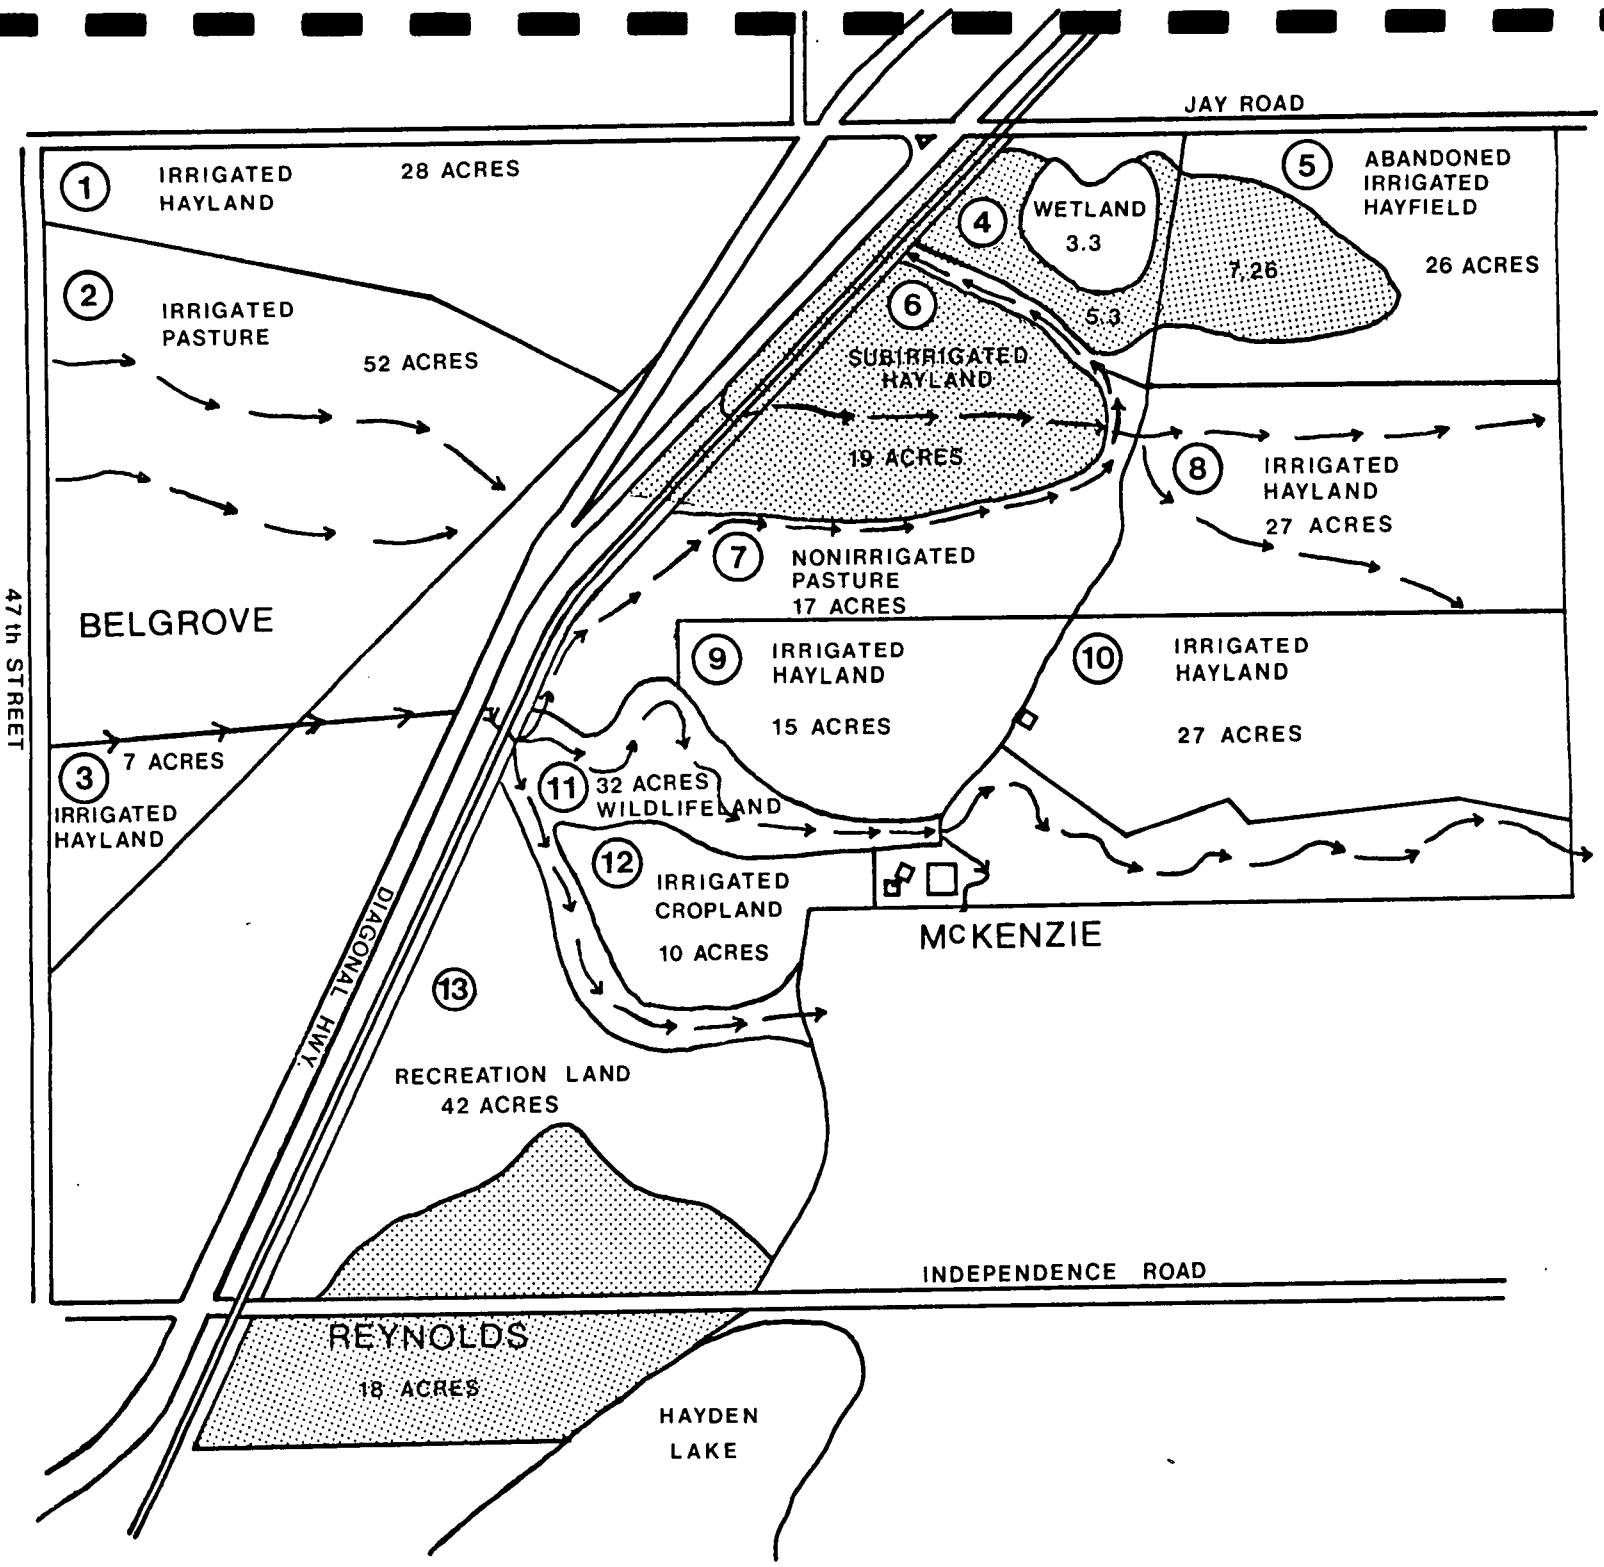 JAY ROAD
1
IRRIGATED
HAYLAND
28 ACRES
5
ABANDONED
IRRIGATED
HAYFIELD
26 ACRES
7.26
4
WETLAND
3.3
5.3
2
IRRIGATED
PASTURE
52 ACRES
6
SUBIRRIGATED
HAYLAND
19 ACRES
8
IRRIGATED
HAYLAND
27 ACRES
7
NONIRRIGATED
PASTURE
17 ACRES
47th STREET
BELGROVE
9
IRRIGATED
HAYLAND
15 ACRES
10
IRRIGATED
HAYLAND
27 ACRES
3
7 ACRES
IRRIGATED
HAYLAND
11
32 ACRES
WILDLIFELAND
12
IRRIGATED
CROPLAND
10 ACRES
McKENZIE
DIAGONAL HWY.
13
RECREATION LAND
42 ACRES
INDEPENDENCE ROAD
REYNOLDS
18 ACRES
HAYDEN
LAKE